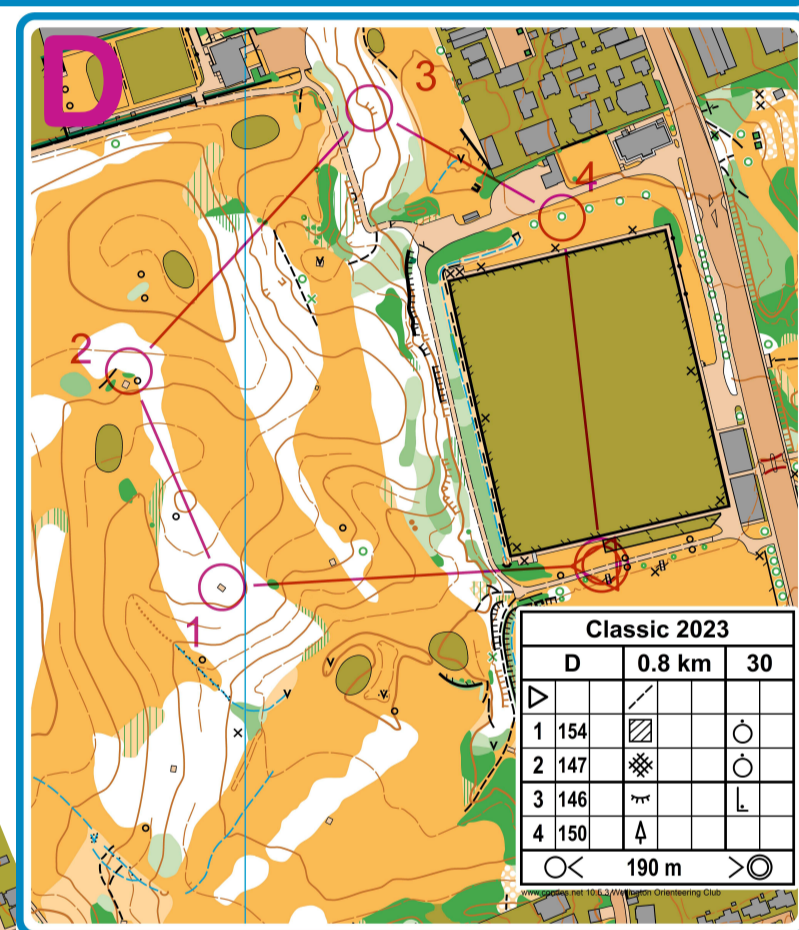 D
3
4
2
1
Classic 2023
D 0.8 km 30
1 154
2 147
3 146
4 150
190 m
www.condes.net 10.6.3 Wellington Orienteering Club